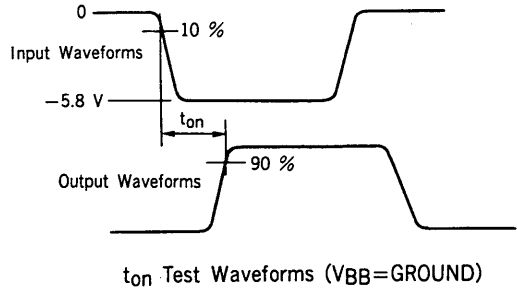 0
10 %
Input Waveforms
−5.8 V
ton
90 %
Output Waveforms
ton Test Waveforms (VBB=GROUND)